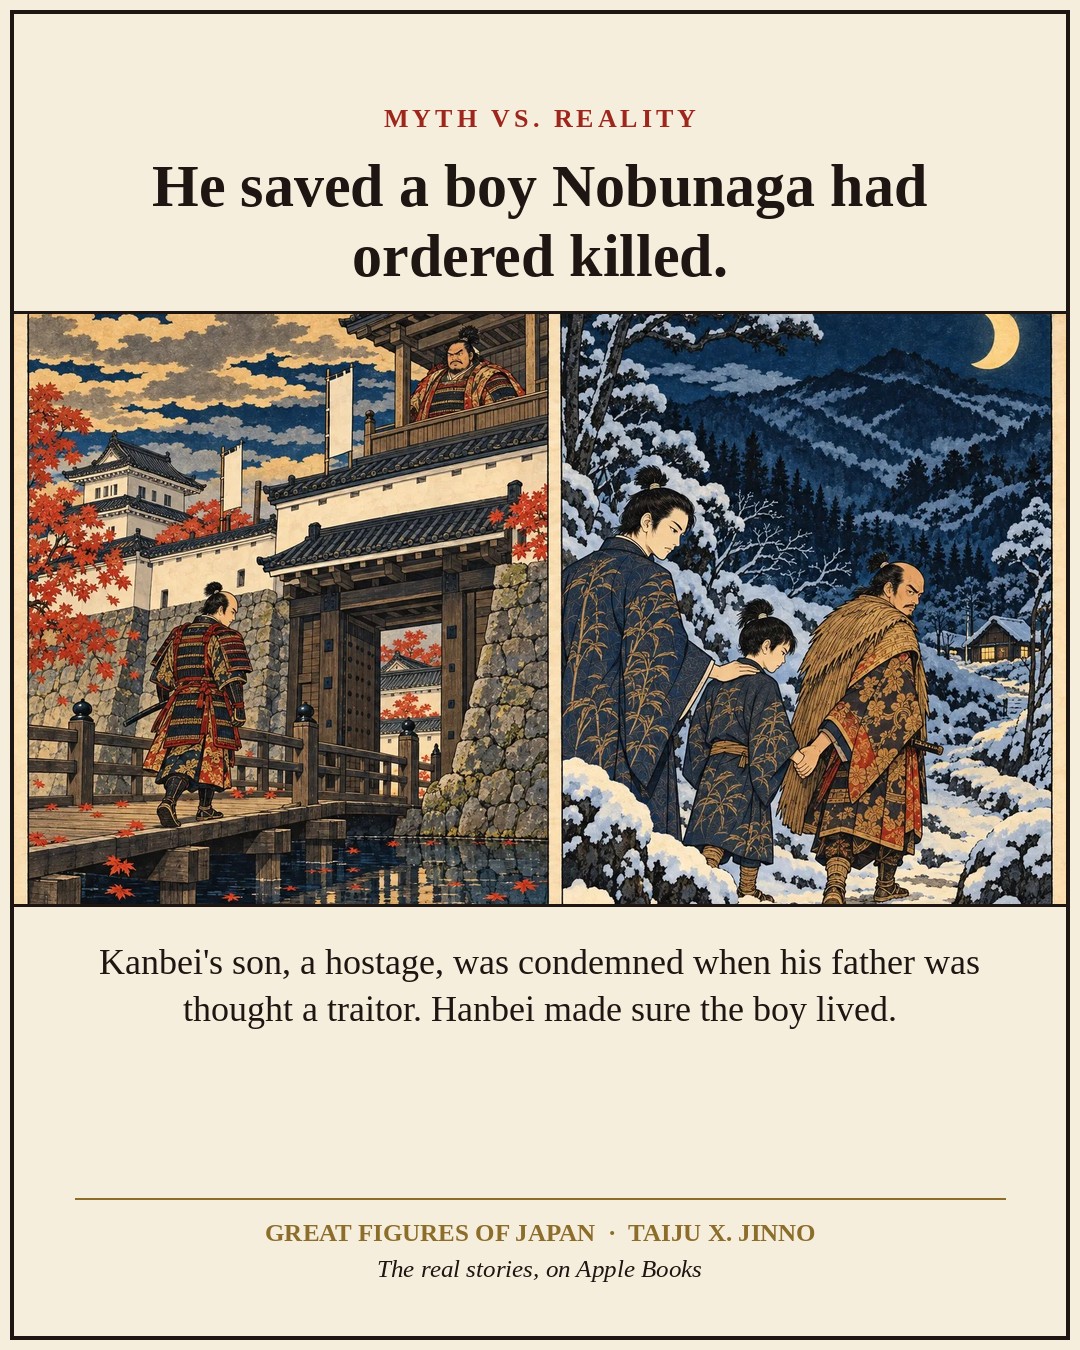 MYTH VS. REALITY
He saved a boy Nobunaga had
ordered killed.
Kanbei's son, a hostage, was condemned when his father was
thought a traitor. Hanbei made sure the boy lived.
GREAT FIGURES OF JAPAN · TAIJU X. JINNO
The real stories, on Apple Books